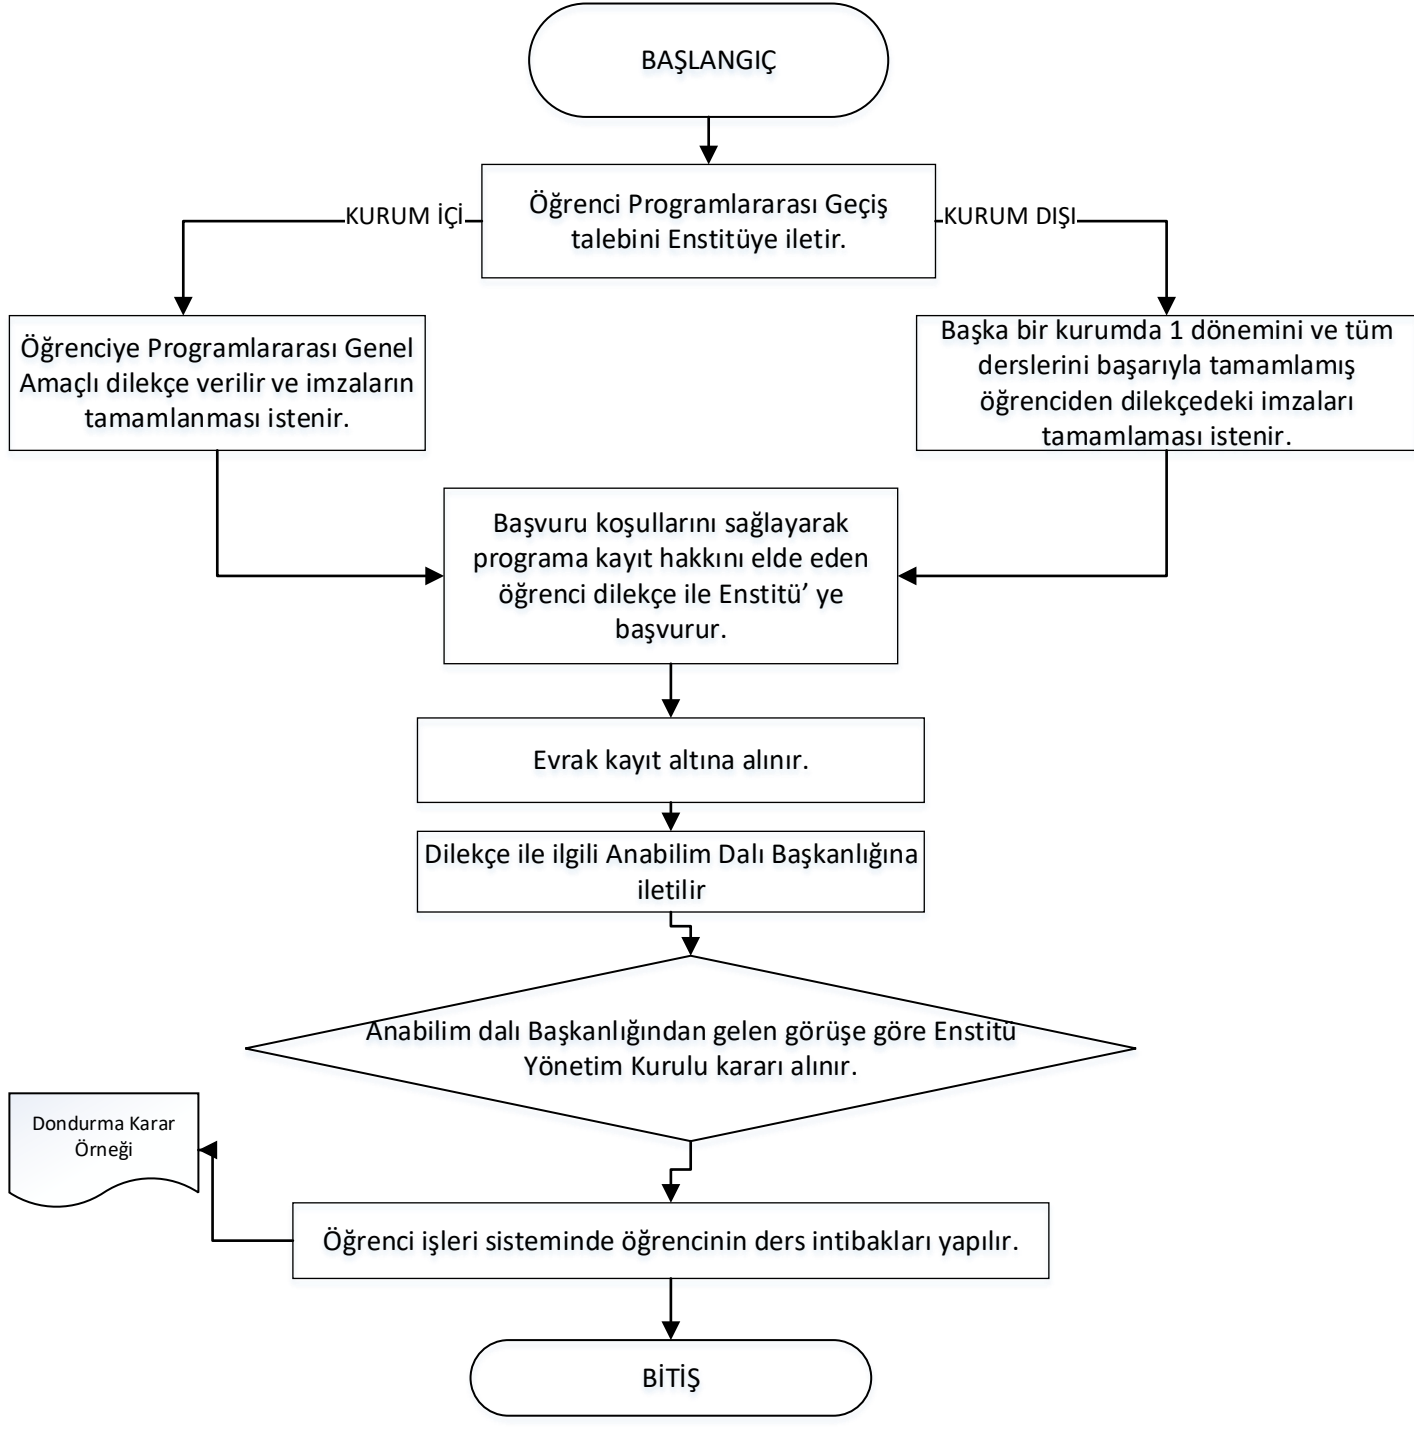 BAŞLANGIÇ
Öğrenci Programlararası Geçiş
talebini Enstitüye iletir.
KURUM İÇİ
KURUM DIŞI
Öğrenciye Programlararası Genel
Amaçlı dilekçe verilir ve imzaların
tamamlanması istenir.
Başka bir kurumda 1 dönemini ve tüm
derslerini başarıyla tamamlamış
öğrenciden dilekçedeki imzaları
tamamlaması istenir.
Başvuru koşullarını sağlayarak
programa kayıt hakkını elde eden
öğrenci dilekçe ile Enstitü’ ye
başvurur.
Evrak kayıt altına alınır.
Dilekçe ile ilgili Anabilim Dalı Başkanlığına
iletilir
Anabilim dalı Başkanlığından gelen görüşe göre Enstitü
Yönetim Kurulu kararı alınır.
Dondurma Karar
Örneği
Öğrenci işleri sisteminde öğrencinin ders intibakları yapılır.
BİTİŞ